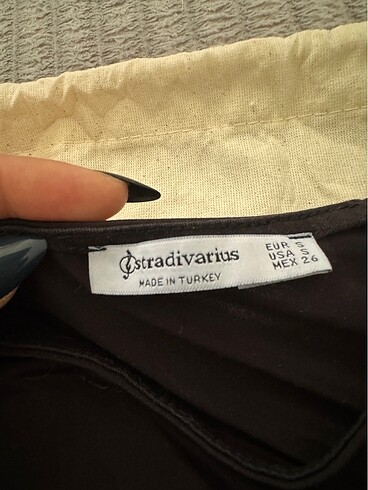 stradivarius
MADE IN TURKEY
EUR S
USA S
MEX 26